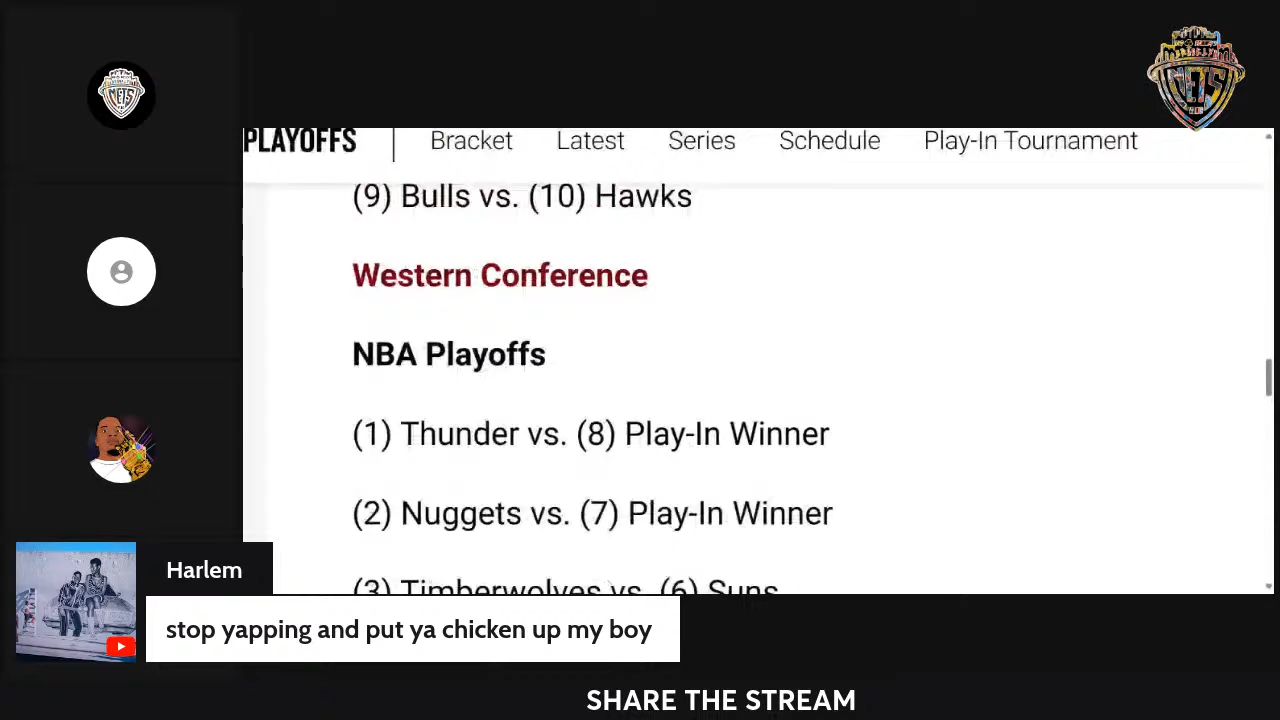 PLAYOFFS | Bracket Latest Series Schedule Play-In Tournament
(9) Bulls vs. (10) Hawks
Western Conference
NBA Playoffs
(1) Thunder vs. (8) Play-In Winner
(2) Nuggets vs. (7) Play-In Winner
(3) Timberwolves vs. (6) Suns
Harlem
stop yapping and put ya chicken up my boy
SHARE THE STREAM
NETS